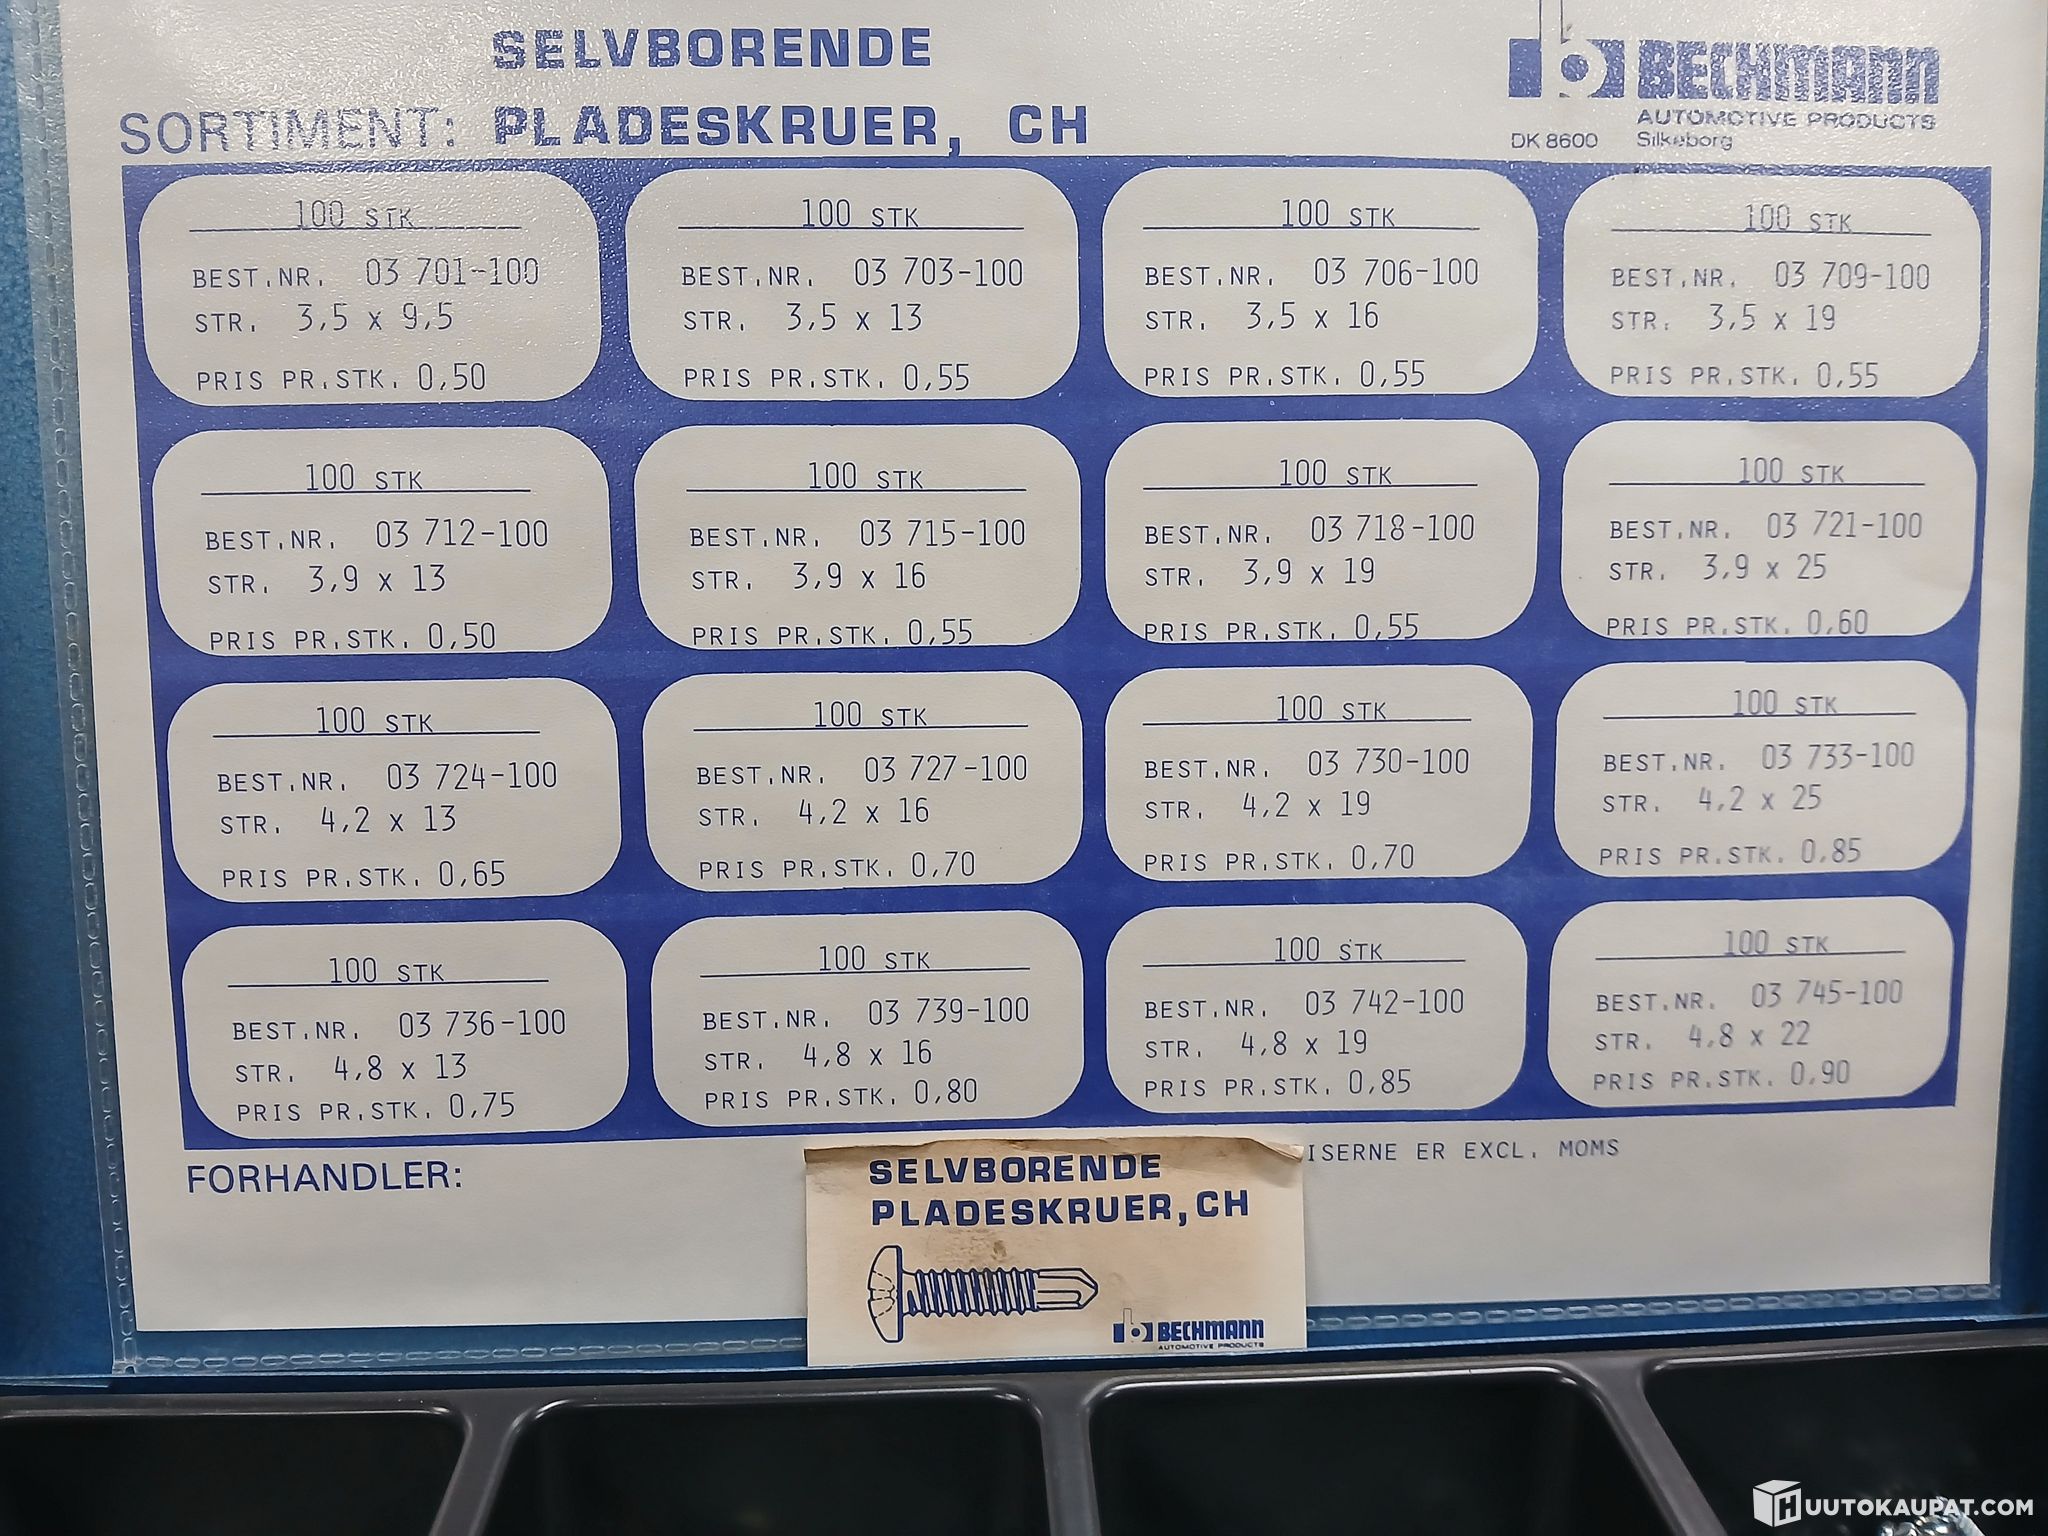 SELVBORENDE
SORTIMENT: PLADESKRUER, CH
BECHMANN
AUTOMOTIVE PRODUCTS
DK 8600 Silkeborg
100 STK
BEST.NR. 03 701-100
STR. 3,5 x 9,5
PRIS PR.STK. 0,50
100 STK
BEST.NR. 03 703-100
STR. 3,5 x 13
PRIS PR.STK. 0,55
100 STK
BEST.NR. 03 706-100
STR. 3,5 x 16
PRIS PR.STK. 0,55
100 STK
BEST.NR. 03 709-100
STR. 3,5 x 19
PRIS PR.STK. 0,55
100 STK
BEST.NR. 03 712-100
STR. 3,9 x 13
PRIS PR.STK. 0,50
100 STK
BEST.NR. 03 715-100
STR. 3,9 x 16
PRIS PR.STK. 0,55
100 STK
BEST.NR. 03 718-100
STR. 3,9 x 19
PRIS PR.STK. 0,55
100 STK
BEST.NR. 03 721-100
STR. 3,9 x 25
PRIS PR.STK. 0,60
100 STK
BEST.NR. 03 724-100
STR. 4,2 x 13
PRIS PR.STK. 0,65
100 STK
BEST.NR. 03 727-100
STR. 4,2 x 16
PRIS PR.STK. 0,70
100 STK
BEST.NR. 03 730-100
STR. 4,2 x 19
PRIS PR.STK. 0,70
100 STK
BEST.NR. 03 733-100
STR. 4,2 x 25
PRIS PR.STK. 0,85
100 STK
BEST.NR. 03 736-100
STR. 4,8 x 13
PRIS PR.STK. 0,75
100 STK
BEST.NR. 03 739-100
STR. 4,8 x 16
PRIS PR.STK. 0,80
100 STK
BEST.NR. 03 742-100
STR. 4,8 x 19
PRIS PR.STK. 0,85
100 STK
BEST.NR. 03 745-100
STR. 4,8 x 22
PRIS PR.STK. 0,90
FORHANDLER:
ISERNE ER EXCL. MOMS
SELVBORENDE
PLADESKRUER, CH
BECHMANN
AUTOMOTIVE PRODUCTS
HUUTOKAUPAT.COM